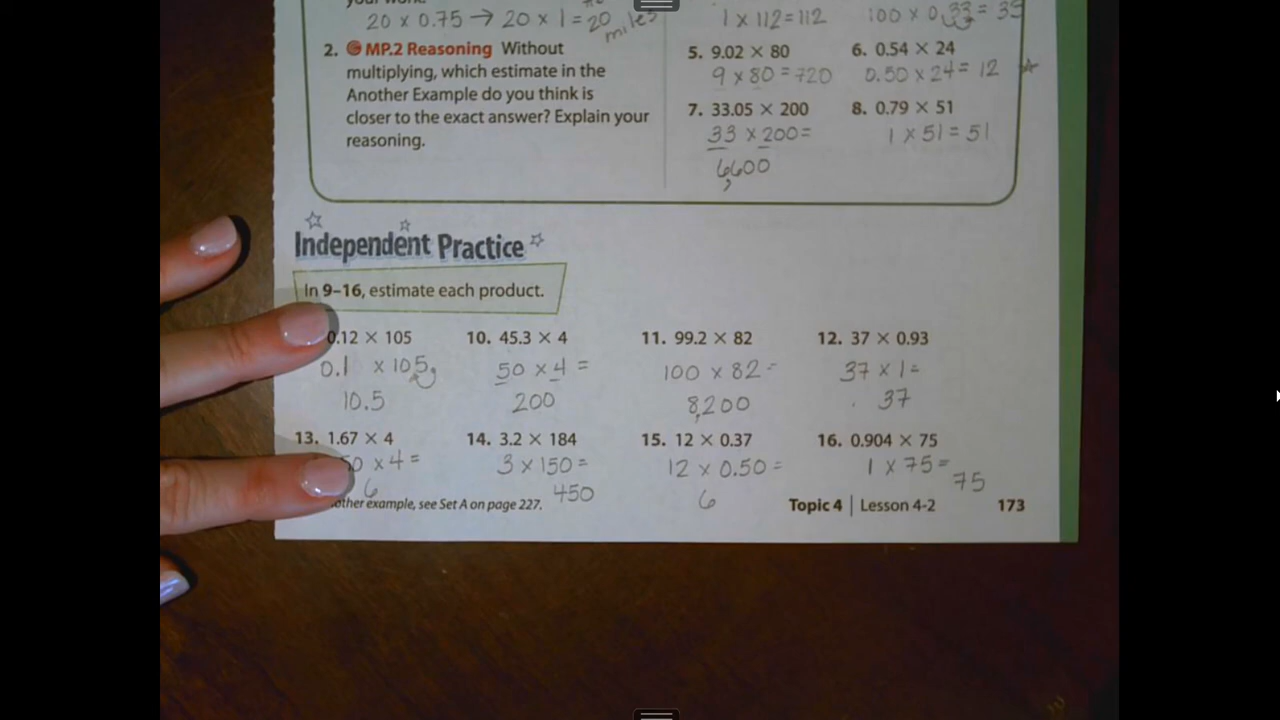 20 x 0.75 → 20 x 1 = 20 miles
1 x 112 = 112
100 x 0.33 = 33
2. MP.2 Reasoning Without
multiplying, which estimate in the
Another Example do you think is
closer to the exact answer? Explain your
reasoning.
5. 9.02 × 80
6. 0.54 × 24
9 x 80 = 720
0.50 x 24 = 12
7. 33.05 × 200
8. 0.79 × 51
33 x 200 =
1 x 51 = 51
6,600
Independent Practice
In 9–16, estimate each product.
0.12 × 105
10. 45.3 × 4
11. 99.2 × 82
12. 37 × 0.93
0.1 x 105
50 x 4 =
100 x 82 =
37 x 1 =
10.5
200
8,200
37
13. 1.67 × 4
14. 3.2 × 184
15. 12 × 0.37
16. 0.904 × 75
50 x 4 =
3 x 150 =
12 x 0.50 =
1 x 75 =
6
450
6
75
other example, see Set A on page 227.
Topic 4 | Lesson 4-2 173